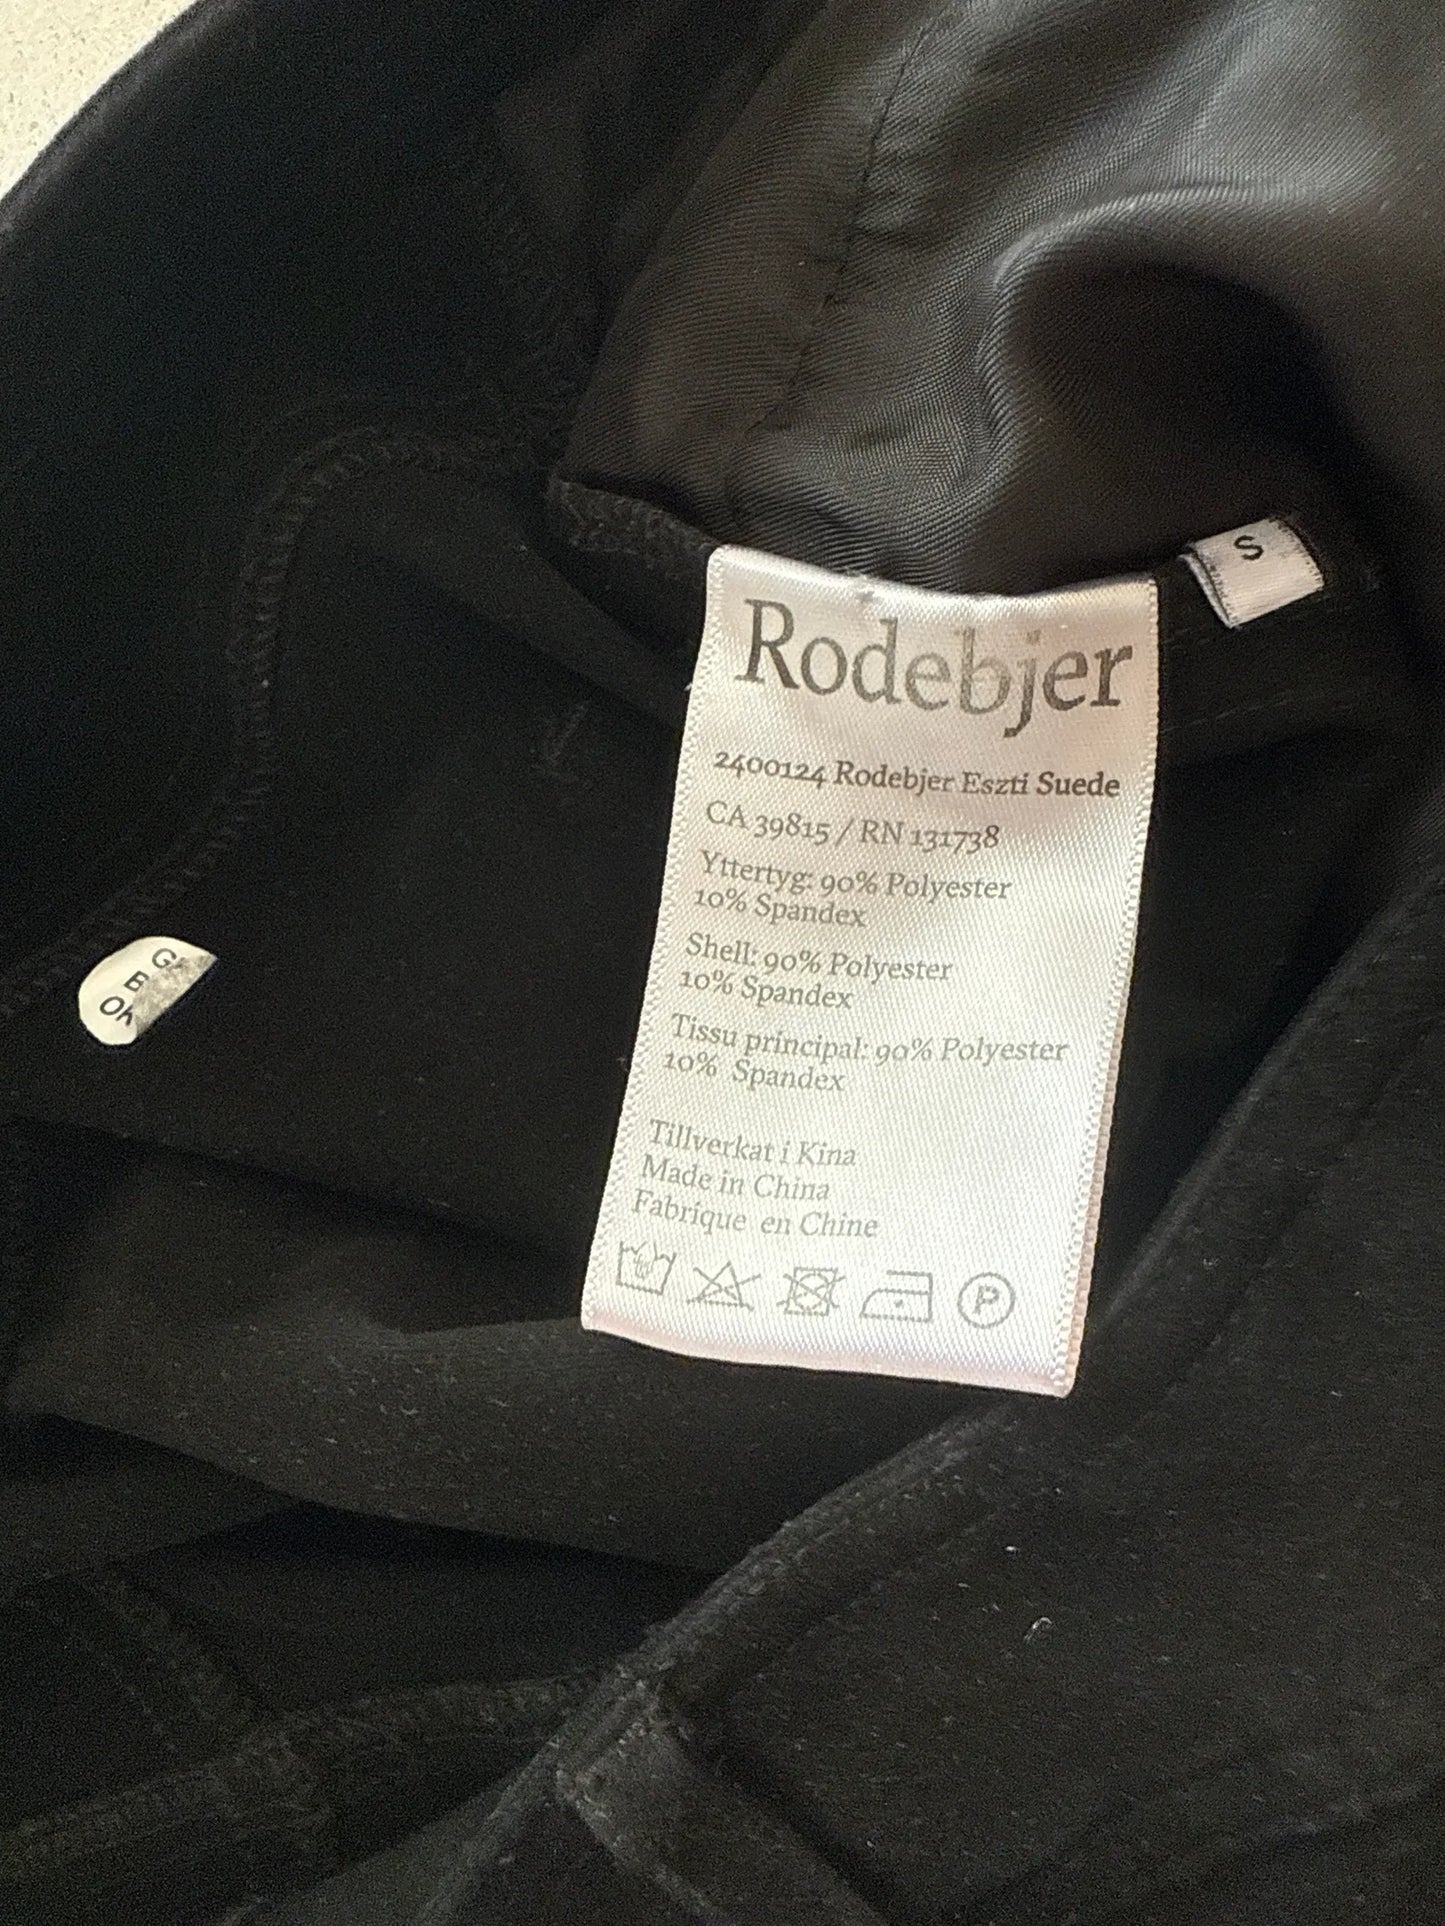 S
Rodebjer
2400124 Rodebjer Eszti Suede
CA 39815 / RN 131738
Yttertyg: 90% Polyester
10% Spandex
Shell: 90% Polyester
10% Spandex
Tissu principal: 90% Polyester
10% Spandex
Tillverkat i Kina
Made in China
Fabrique en Chine
P